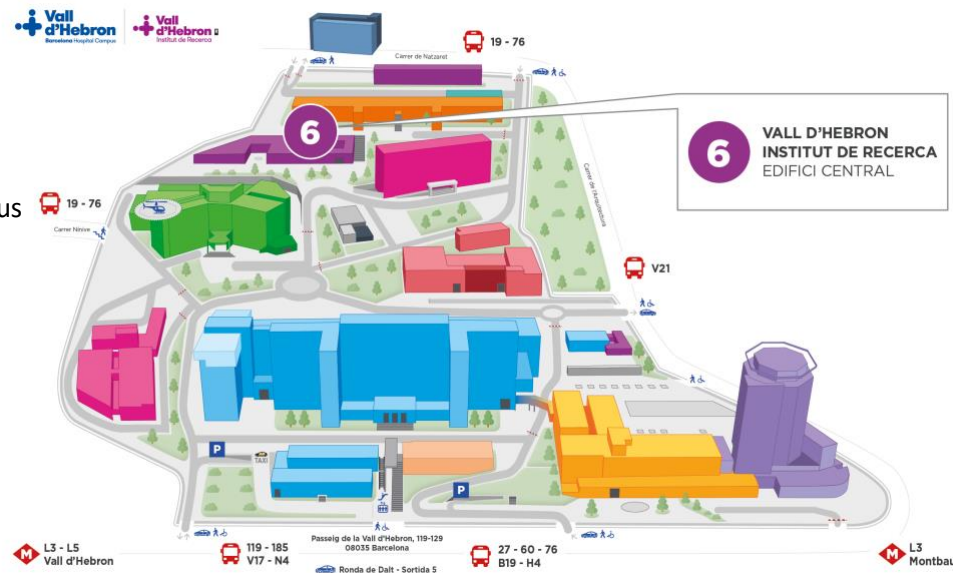 Vall
d'Hebron
Barcelona Hospital Campus
Vall
d'Hebron
Institut de Recerca
19 - 76
Carrer de Natzaret
6
6
VALL D'HEBRON
INSTITUT DE RECERCA
EDIFICI CENTRAL
us
19 - 76
Carrer Nínive
Carrer de l'Arquitectura
V21
P
TAXI
P
L3 - L5
Vall d'Hebron
119 - 185
V17 - N4
Passeig de la Vall d'Hebron, 119-129
08035 Barcelona
Ronda de Dalt - Sortida 5
27 - 60 - 76
B19 - H4
L3
Montbau